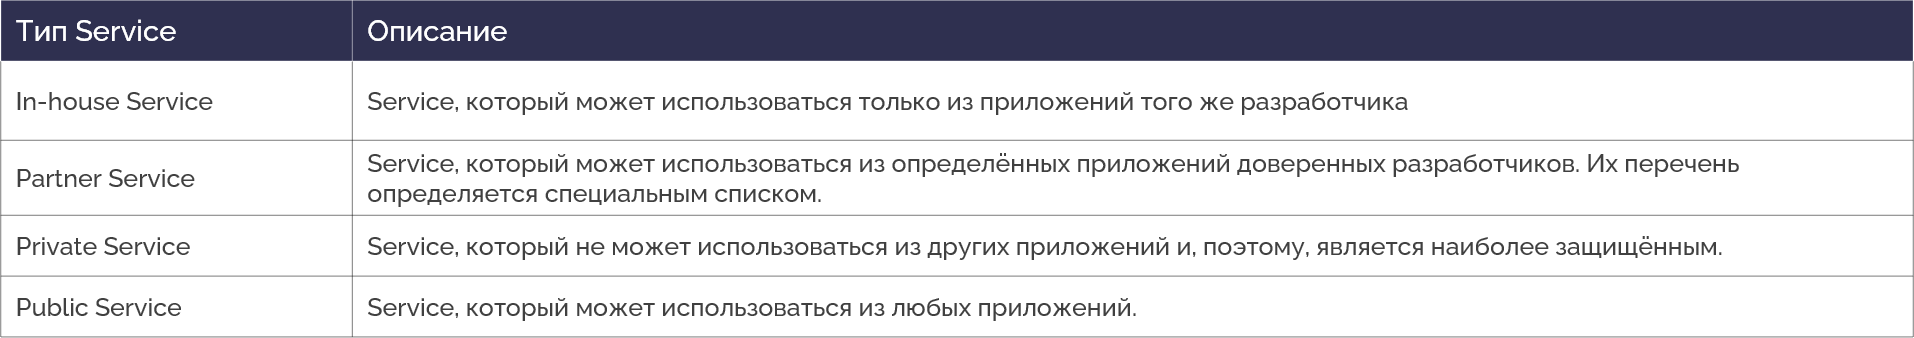 Тип Service
Описание
In-house Service
Service, который может использоваться только из приложений того же разработчика
Partner Service
Service, который может использоваться из определённых приложений доверенных разработчиков. Их перечень
определяется специальным списком.
Private Service
Service, который не может использоваться из других приложений и, поэтому, является наиболее защищённым.
Public Service
Service, который может использоваться из любых приложений.